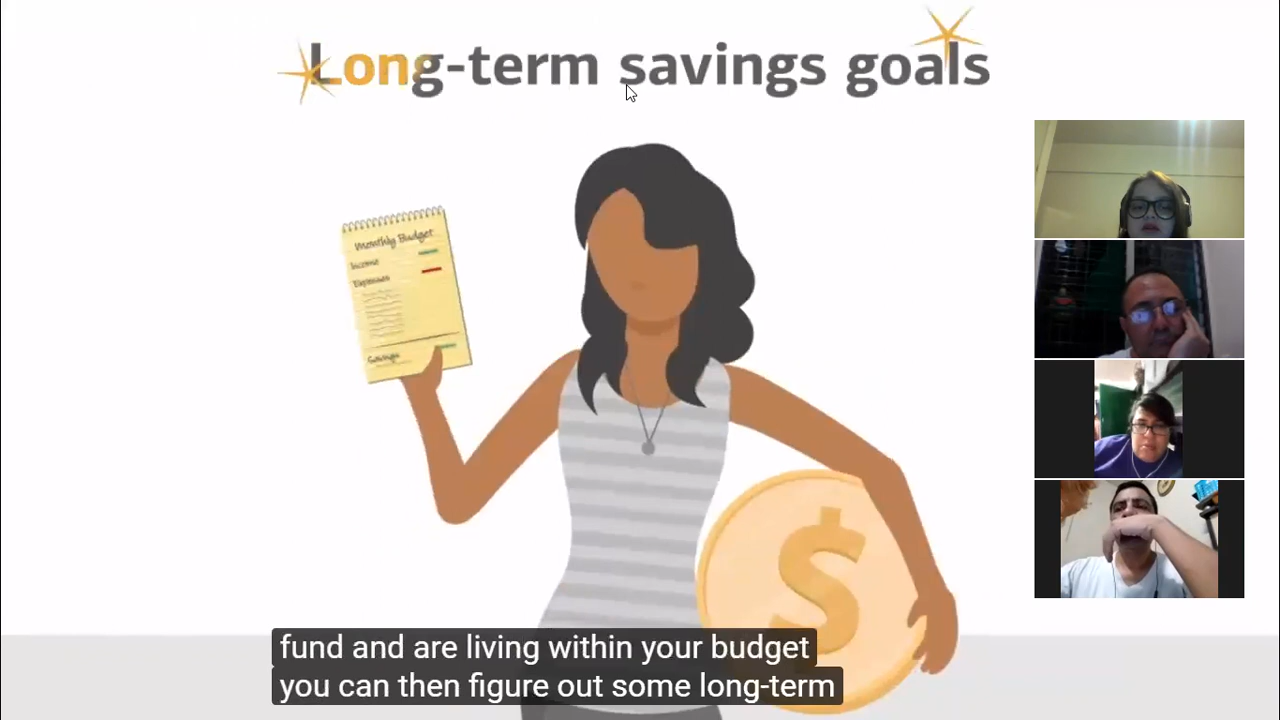 Long-term savings goals
Monthly Budget
Income
Expenses
Savings
fund and are living within your budget
you can then figure out some long-term